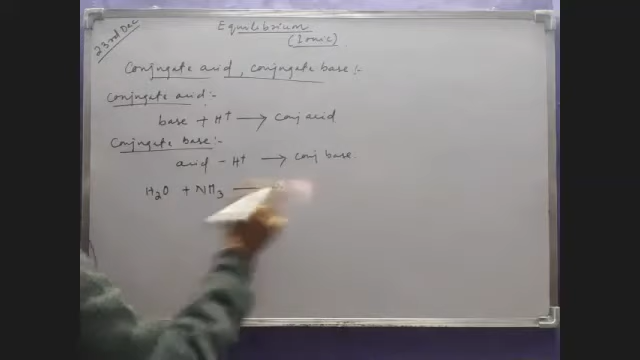 23rd Dec
Equilibrium
(Ionic)
Conjugate acid, conjugate base:-
Conjugate acid:-
base + H⁺ ⟶ Conj acid
Conjugate base:-
acid - H⁺ ⟶ Conj base.
H₂O + NH₃ ⟶